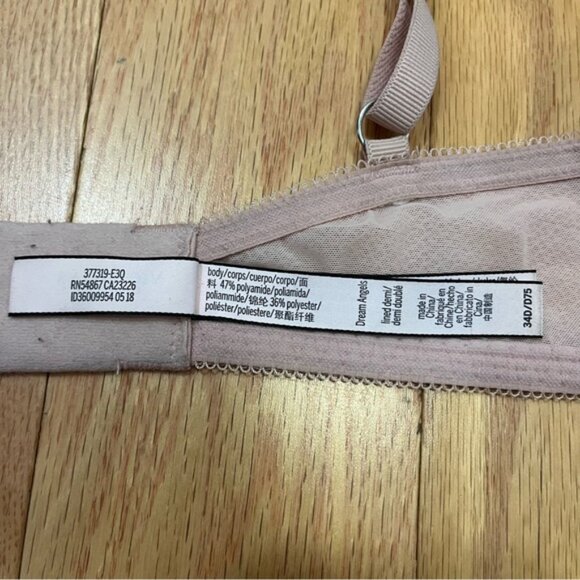 377319-E3Q
RN54867 CA23226
ID36009954 05 18
body/corps/cuerpo/corpo/面
料 47% polyamide/poliamida/
poliammide/锦纶 36% polyester/
poliéster/poliestere/聚酯纤维
Dream Angels
lined demi/
demi doublé
made in
China/
fabriqué en
Chine/hecho
en China/
fabbricato in
Cina/
中国制造
34D/D75